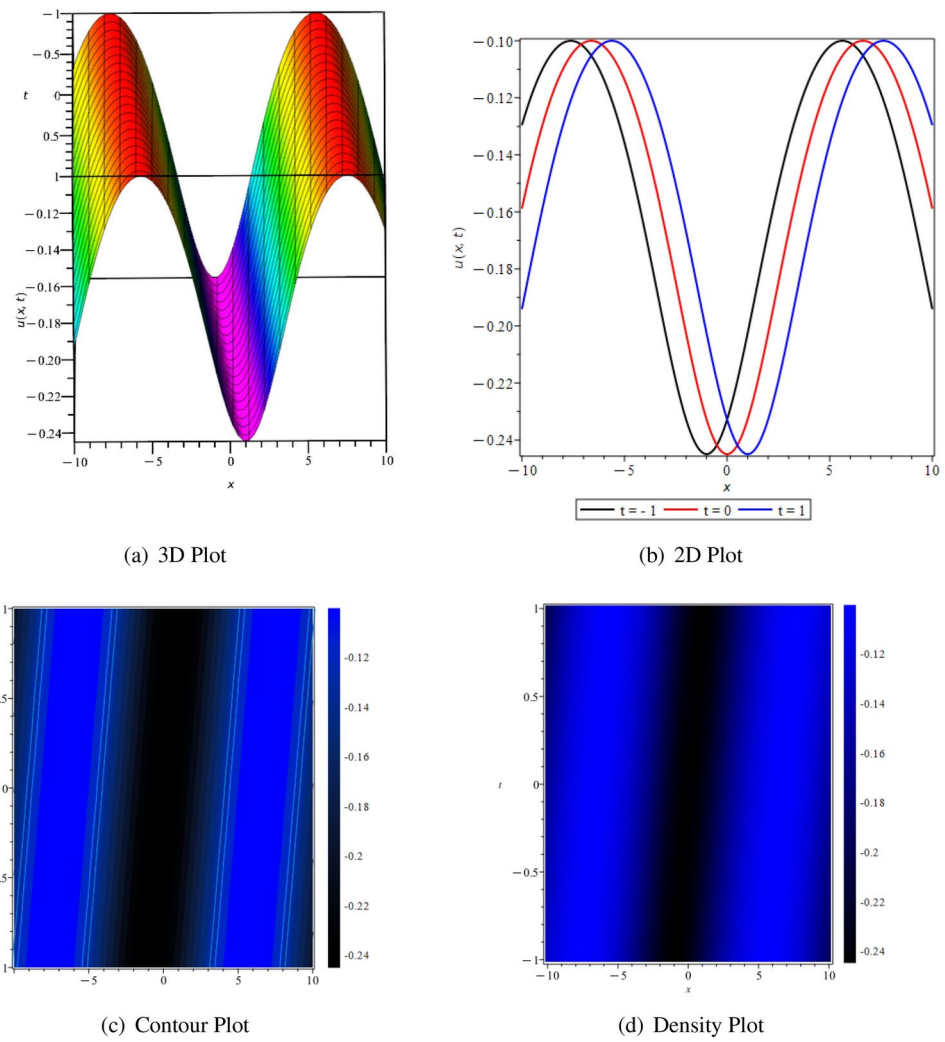 −1
−0.5
t
0
0.5
1
−0.12
−0.14
−0.16
u(x, t)
−0.18
−0.20
−0.22
−0.24
−10 −5 0 5 10
x
(a) 3D Plot
−0.10
−0.12
−0.14
−0.16
u(x, t)
−0.18
−0.20
−0.22
−0.24
−10 −5 0 5 10
x
t = - 1 t = 0 t = 1
(b) 2D Plot
1
.5
0
.5
1
−10 −5 0 5 10
-0.12
-0.14
-0.16
-0.18
-0.2
-0.22
-0.24
(c) Contour Plot
1
0.5
t
0
−0.5
−1
−10 −5 0 5 10
x
-0.12
-0.14
-0.16
-0.18
-0.2
-0.22
-0.24
(d) Density Plot